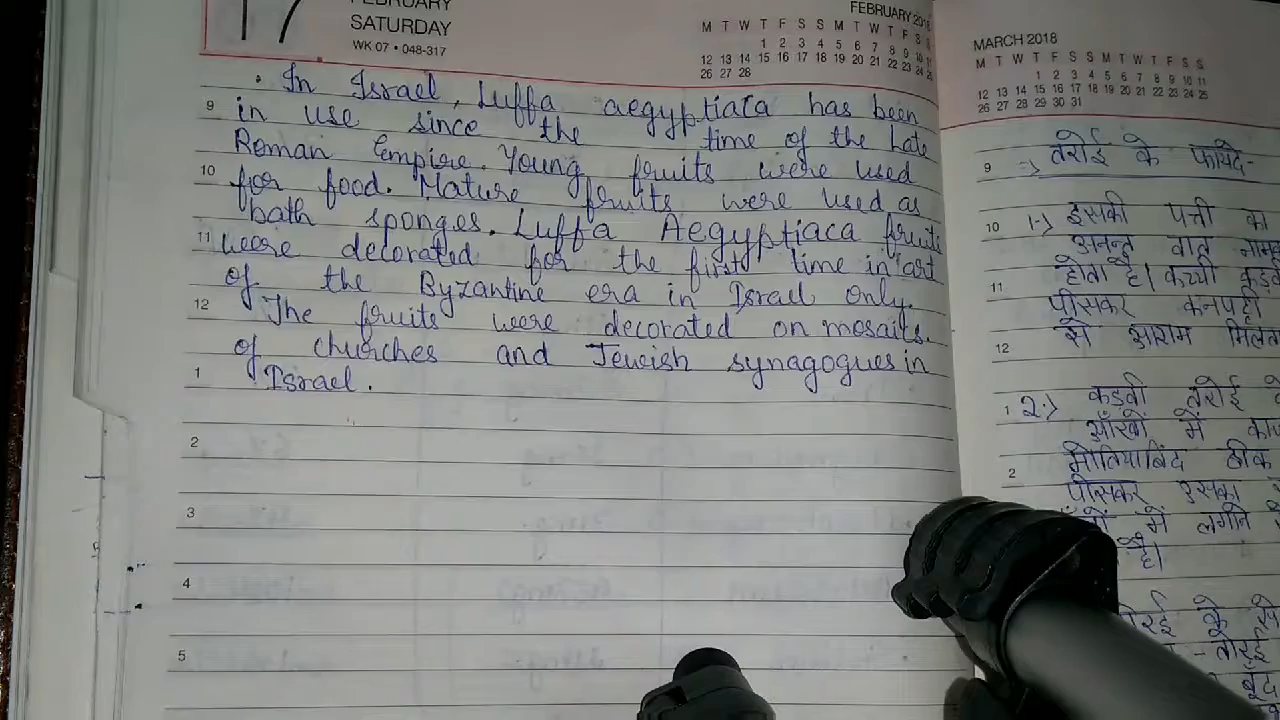 17
FEBRUARY
SATURDAY
WK 07 • 048-317
FEBRUARY 2018
M T W T F S S M T W T F S S
1 2 3 4 5 6 7 8 9 10 11
12 13 14 15 16 17 18 19 20 21 22 23 24 25
26 27 28
. In Israel, Luffa aegyptiaca has been
9 in use since the time of the Late
Roman Empire. Young fruits were used
10 for food. Mature fruits were used as
bath sponges. Luffa Aegyptiaca fruits
11 were decorated for the first time in art
of the Byzantine era in Israel only.
12 The fruits were decorated on mosaits.
of churches and Jewish synagogues in
1 Israel.
2
3
4
5
MARCH 2018
M T W T F S S M T W T F S S
1 2 3 4 5 6 7 8 9 10 11
12 13 14 15 16 17 18 19 20 21 22 23 24 25
26 27 28 29 30 31
9 तरोई के फायदे-
10 1.) इसकी पत्ती का
वात
11 होता है। कच्ची
पीसकर कनपट्टी
12 से आराम
1 2.) कड़वी तरोई
आँखों में
2 मोतियाबिंद ठीक
पीसकर इसका
में लगाने
है।